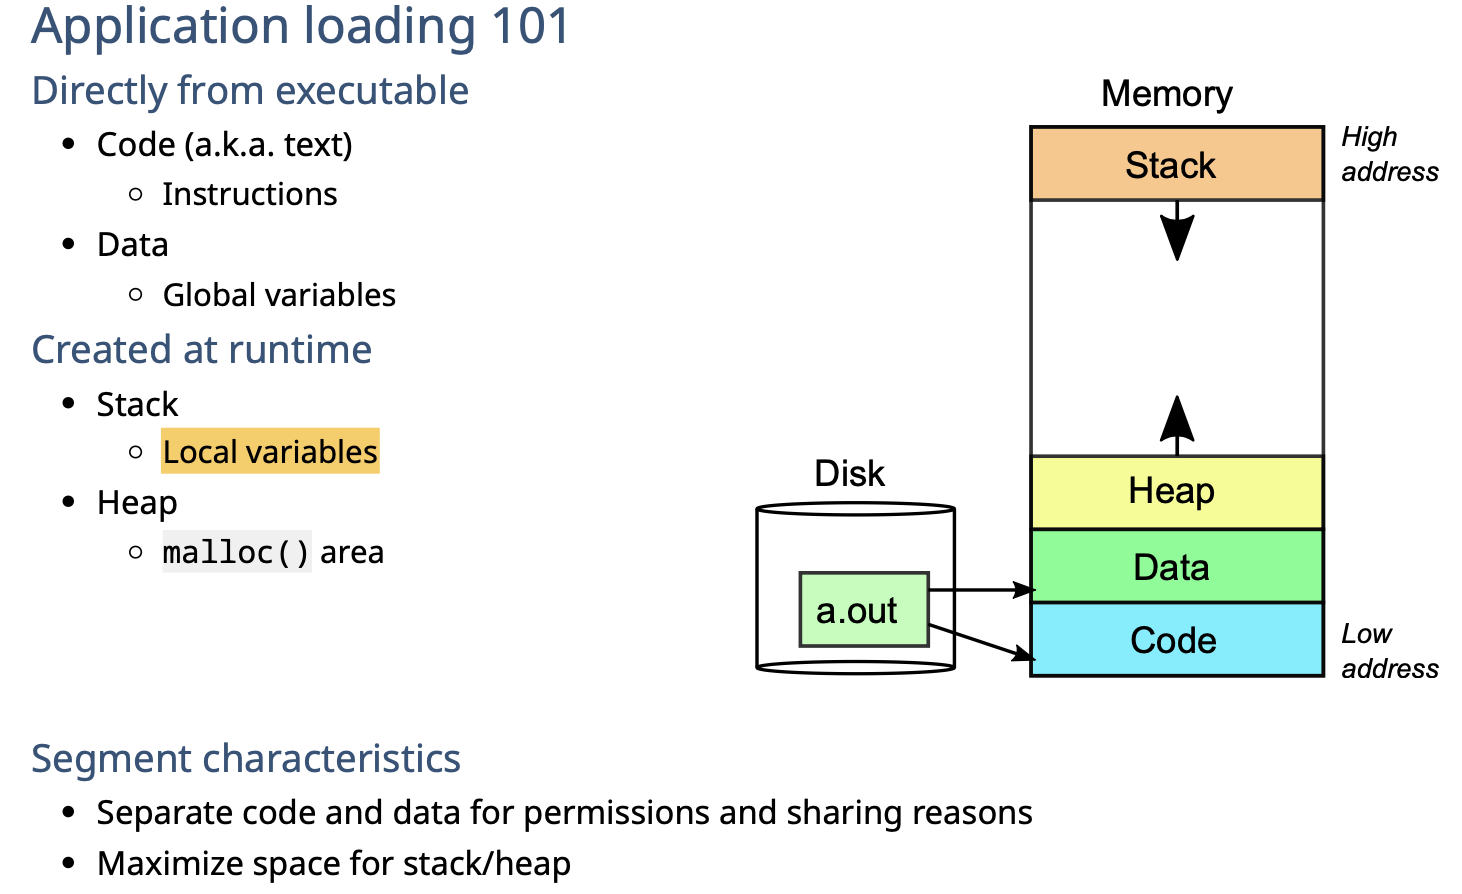 Application loading 101
Directly from executable
• Code (a.k.a. text)
○ Instructions
• Data
○ Global variables
Created at runtime
• Stack
○ Local variables
• Heap
○ malloc() area
Memory
Stack
High
address
Heap
Data
Code
Low
address
Disk
a.out
Segment characteristics
• Separate code and data for permissions and sharing reasons
• Maximize space for stack/heap